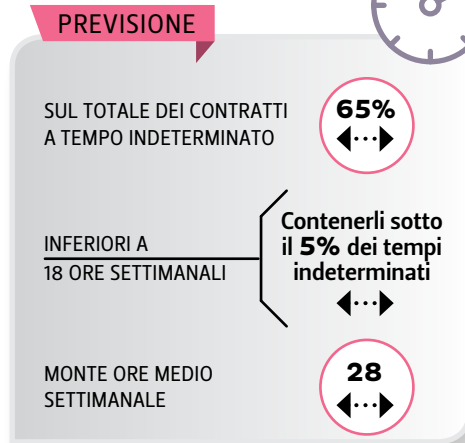 PREVISIONE
SUL TOTALE DEI CONTRATTI
A TEMPO INDETERMINATO
65%
INFERIORI A
18 ORE SETTIMANALI
Contenerli sotto
il 5% dei tempi
indeterminati
MONTE ORE MEDIO
SETTIMANALE
28